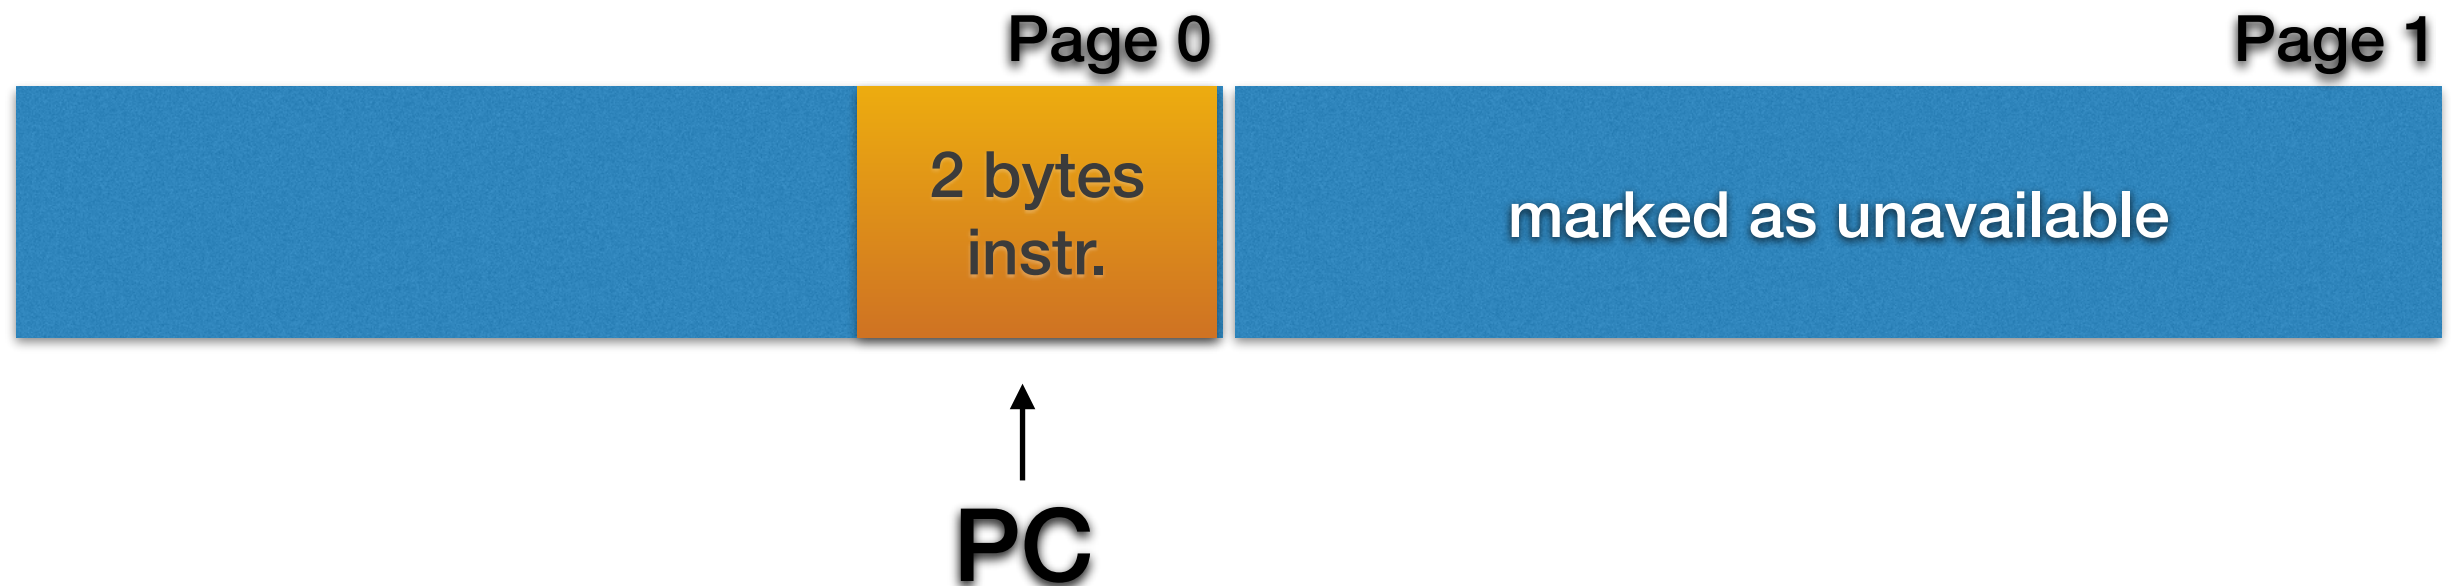 Page 0
Page 1
2 bytes
instr.
marked as unavailable
PC